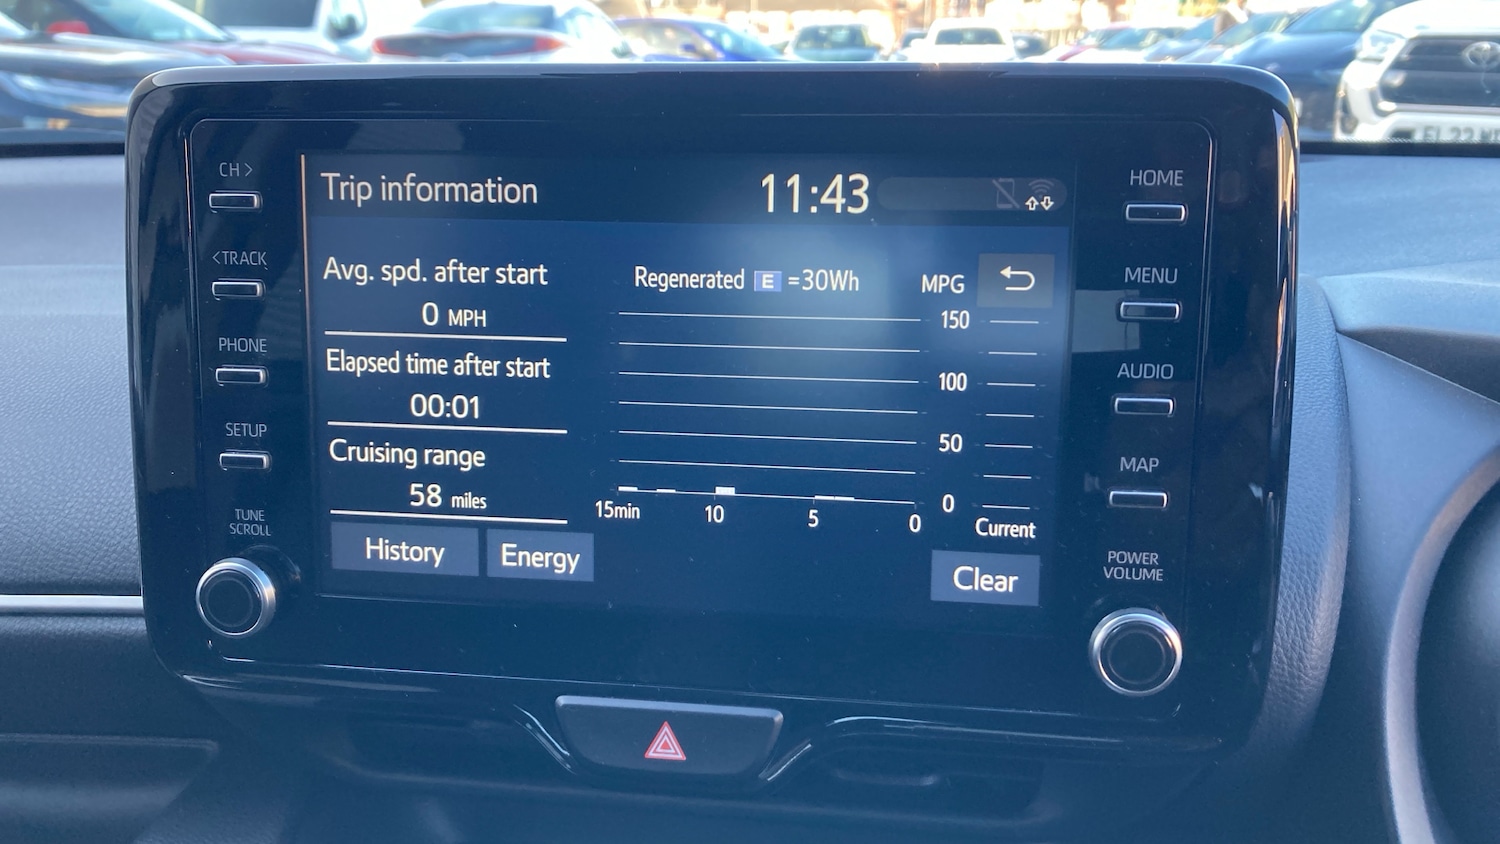 CH >
<TRACK
PHONE
SETUP
TUNE
SCROLL
Trip information
11:43
Avg. spd. after start
0 MPH
Elapsed time after start
00:01
Cruising range
58 miles
History
Energy
Regenerated E =30Wh
MPG
150
100
50
0
15min
10
5
0
Current
Clear
HOME
MENU
AUDIO
MAP
POWER
VOLUME